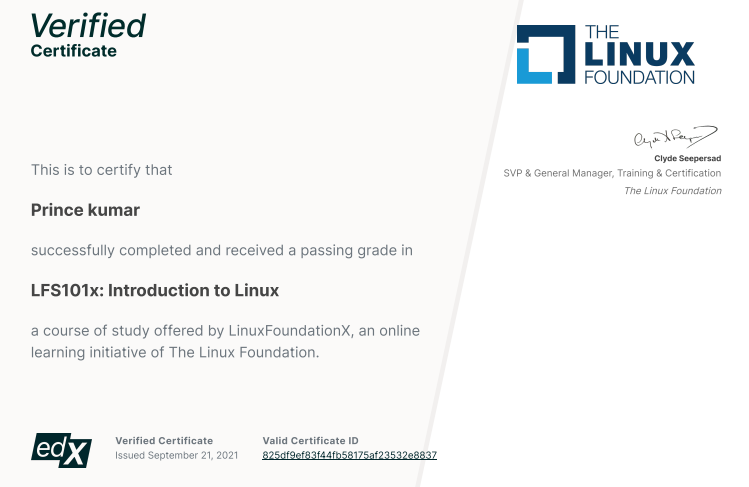 Verified
Certificate
THE
LINUX
FOUNDATION
Clyde Seepersad
SVP & General Manager, Training & Certification
The Linux Foundation
This is to certify that
Prince kumar
successfully completed and received a passing grade in
LFS101x: Introduction to Linux
a course of study offered by LinuxFoundationX, an online
learning initiative of The Linux Foundation.
edX
Verified Certificate
Issued September 21, 2021
Valid Certificate ID
825df9ef83f44fb58175af23532e8837